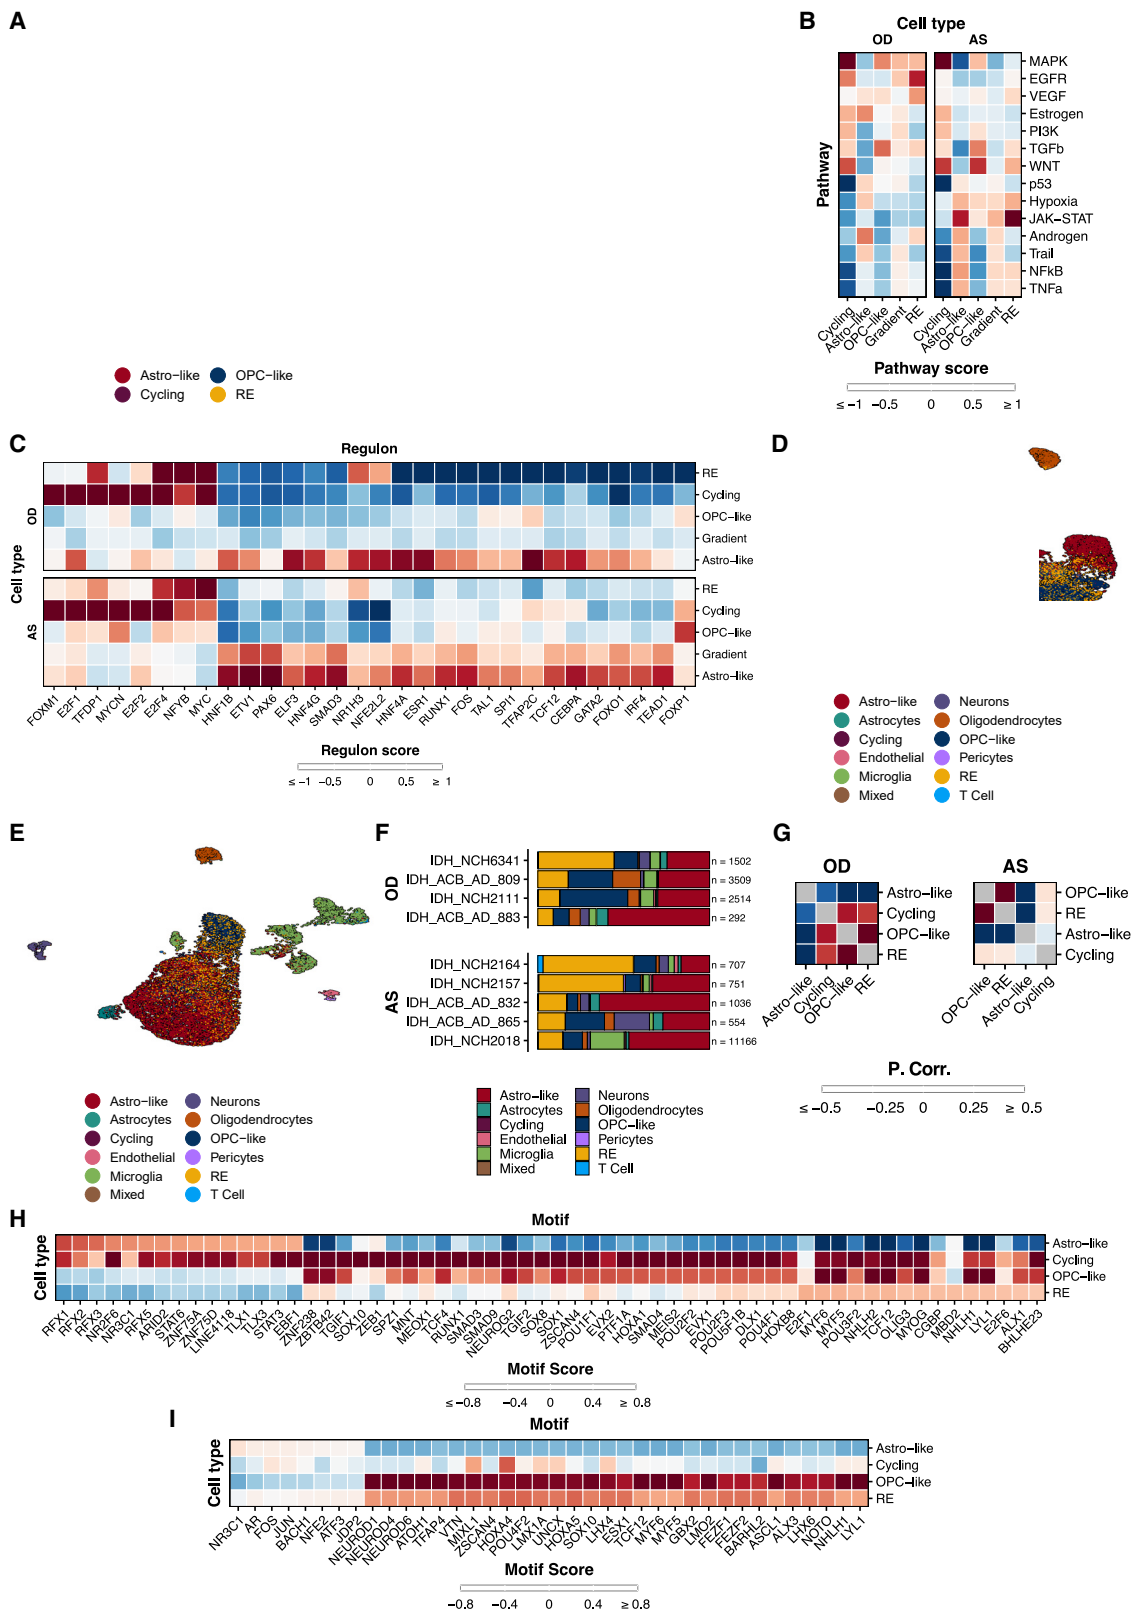 A
Astro-like
OPC-like
Cycling
RE
B
Cell type
OD
AS
Pathway
MAPK
EGFR
VEGF
Estrogen
PI3K
TGFb
WNT
p53
Hypoxia
JAK-STAT
Androgen
Trail
NFkB
TNFa
Cycling
Astro-like
OPC-like
Gradient
RE
Cycling
Astro-like
OPC-like
Gradient
RE
Pathway score
≤ -1 -0.5 0 0.5 ≥ 1
C
Regulon
Cell type
OD
RE
Cycling
OPC-like
Gradient
Astro-like
AS
RE
Cycling
OPC-like
Gradient
Astro-like
FOXM1
E2F1
TFDP1
MYCN
E2F2
E2F4
NFYB
MYC
HNF1B
ETV1
PAX6
ELF3
HNF4G
SMAD3
NR1H3
NFE2L2
HNF4A
ESR1
RUNX1
FOS
TAL1
SPI1
TFAP2C
TCF12
CEBPA
GATA2
FOXO1
IRF4
TEAD1
FOXP1
Regulon score
≤ -1 -0.5 0 0.5 ≥ 1
D
Astro-like
Neurons
Astrocytes
Oligodendrocytes
Cycling
OPC-like
Endothelial
Pericytes
Microglia
RE
Mixed
T Cell
E
Astro-like
Neurons
Astrocytes
Oligodendrocytes
Cycling
OPC-like
Endothelial
Pericytes
Microglia
RE
Mixed
T Cell
F
OD
IDH_NCH6341 n = 1502
IDH_ACB_AD_809 n = 3509
IDH_NCH2111 n = 2514
IDH_ACB_AD_883 n = 292
AS
IDH_NCH2164 n = 707
IDH_NCH2157 n = 751
IDH_ACB_AD_832 n = 1036
IDH_ACB_AD_865 n = 554
IDH_NCH2018 n = 11166
Astro-like
Neurons
Astrocytes
Oligodendrocytes
Cycling
OPC-like
Endothelial
Pericytes
Microglia
RE
Mixed
T Cell
G
OD
AS
Astro-like
Cycling
OPC-like
RE
Astro-like
Cycling
OPC-like
RE
OPC-like
RE
Astro-like
Cycling
OPC-like
RE
Astro-like
Cycling
P. Corr.
≤ -0.5 -0.25 0 0.25 ≥ 0.5
H
Motif
Cell type
Astro-like
Cycling
OPC-like
RE
RFX1
RFX2
RFX3
NR2F6
NR3C1
RFX5
ARID2
STAT6
ZNF75A
ZNF75D
LINE4118
TLX1
TLX3
STAT3
EBF1
ZNF238
ZBTB42
TGIF1
SOX10
ZEB1
SPZ1
MNT
MEOX1
TCF4
RUNX1
SMAD3
SMAD9
NEUROG2
TGIF2
SOX8
SOX1
ZSCAN4
POU1F1
EVX2
PTF1A
HOXA1
SMAD4
MEIS2
POU2F2
EVX1
POU2F3
POU5F1B
DLX1
POU4F1
HOXB8
E2F1
MYF6
MYF5
POU3F2
NHLH2
TCF12
OLIG3
MYOG
CGBP
MBD2
NHLH1
LYL1
E2F6
ALX1
BHLHE23
Motif Score
≤ -0.8 -0.4 0 0.4 ≥ 0.8
I
Motif
Cell type
Astro-like
Cycling
OPC-like
RE
NR3C1
AR
FOS
JUN
BACH1
NFE2
ATF3
JDP2
NEUROD1
NEUROD4
NEUROD6
ATOH1
TFAP4
VTN
MIXL1
ZSCAN4
HOXA4
POU4F2
LMX1A
UNCX
HOXA5
SOX10
LHX4
ESX1
TCF12
MYF6
MYF5
GBX2
LMO2
FEZF1
FEZF2
BARHL2
ASCL1
ALX3
LHX6
NOTO
NHLH1
LYL1
Motif Score
-0.8 -0.4 0 0.4 ≥ 0.8